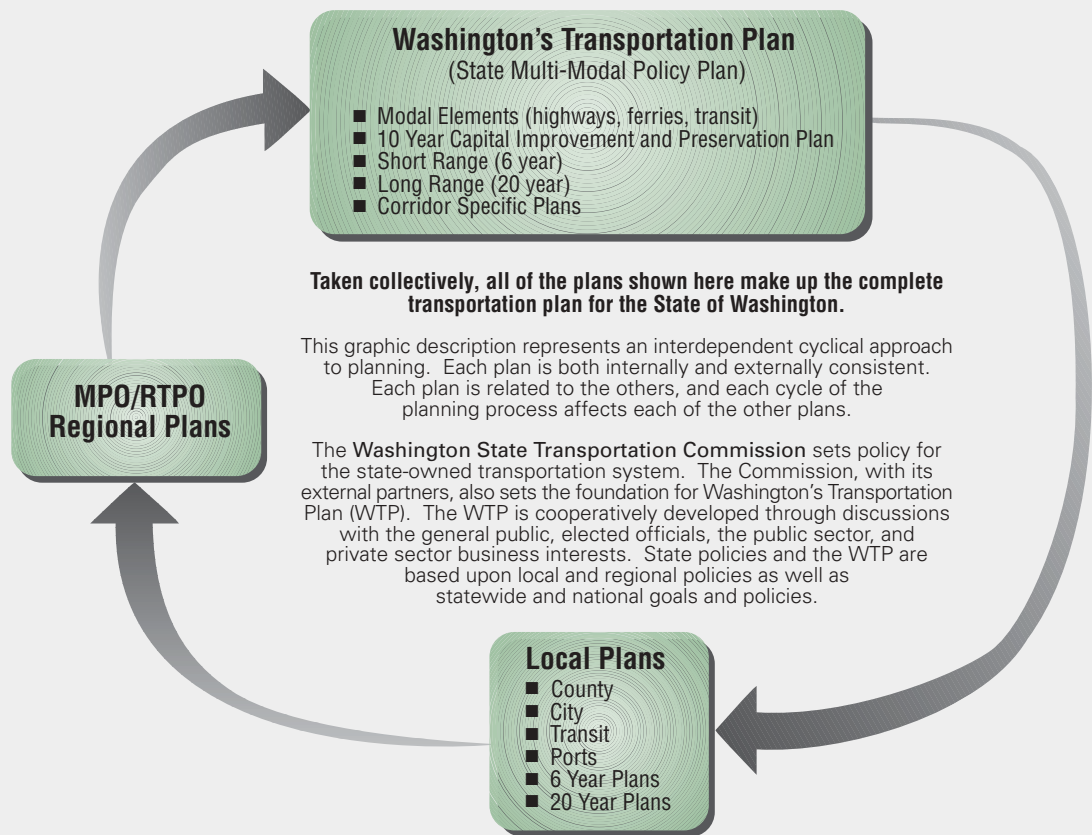 Washington's Transportation Plan
(State Multi-Modal Policy Plan)
■ Modal Elements (highways, ferries, transit)
■ 10 Year Capital Improvement and Preservation Plan
■ Short Range (6 year)
■ Long Range (20 year)
■ Corridor Specific Plans
Taken collectively, all of the plans shown here make up the complete
transportation plan for the State of Washington.
This graphic description represents an interdependent cyclical approach
to planning. Each plan is both internally and externally consistent.
Each plan is related to the others, and each cycle of the
planning process affects each of the other plans.
MPO/RTPO
Regional Plans
The Washington State Transportation Commission sets policy for
the state-owned transportation system. The Commission, with its
external partners, also sets the foundation for Washington's Transportation
Plan (WTP). The WTP is cooperatively developed through discussions
with the general public, elected officials, the public sector, and
private sector business interests. State policies and the WTP are
based upon local and regional policies as well as
statewide and national goals and policies.
Local Plans
■ County
■ City
■ Transit
■ Ports
■ 6 Year Plans
■ 20 Year Plans